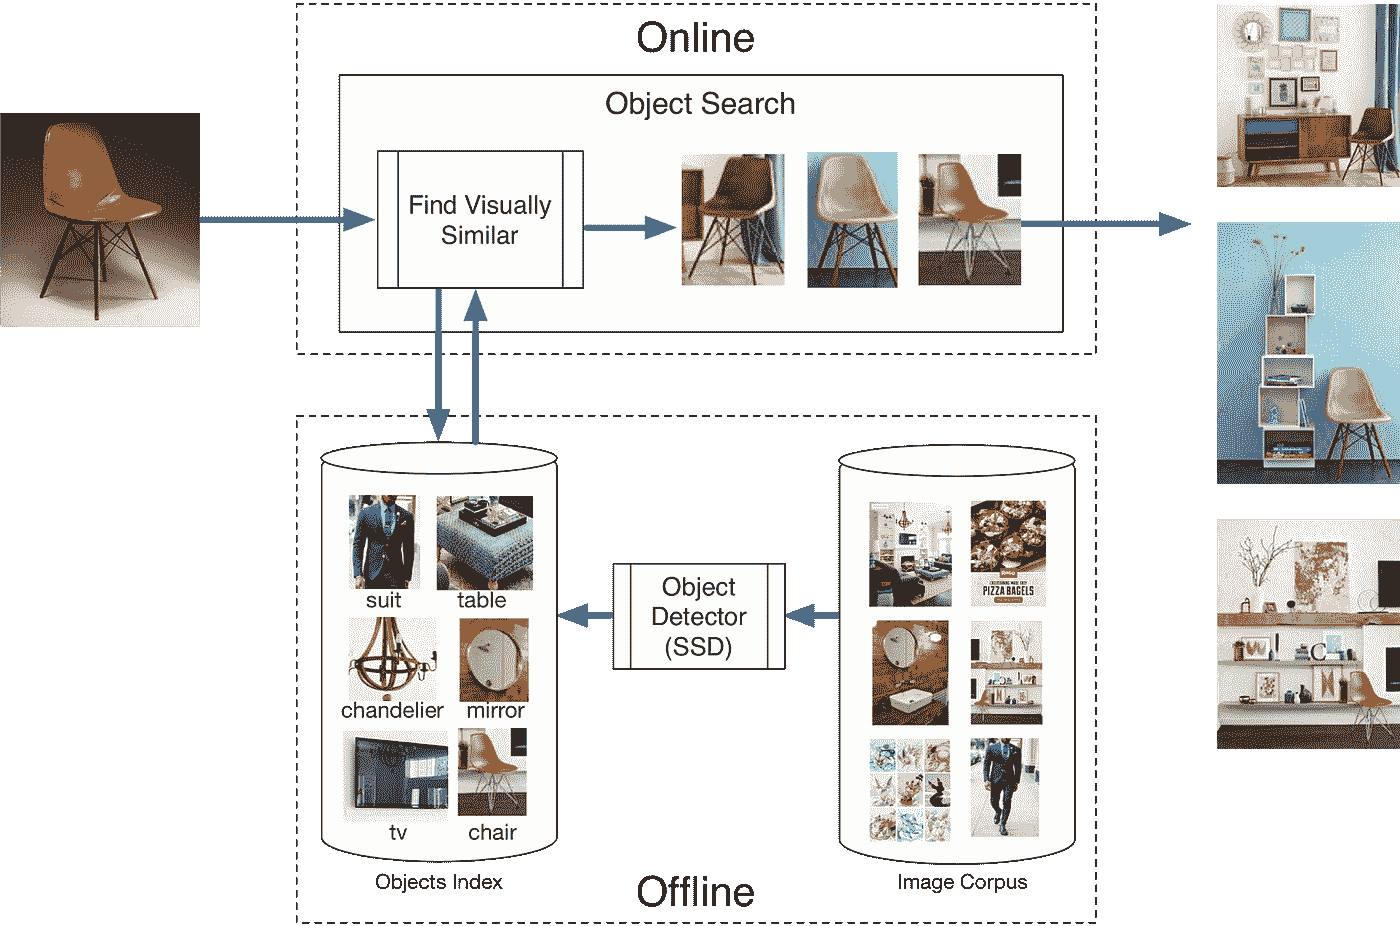 Online
Object Search
Find Visually
Similar
suit
table
chandelier
mirror
tv
chair
Objects Index
Object
Detector
(SSD)
PIZZA BAGELS
Image Corpus
Offline